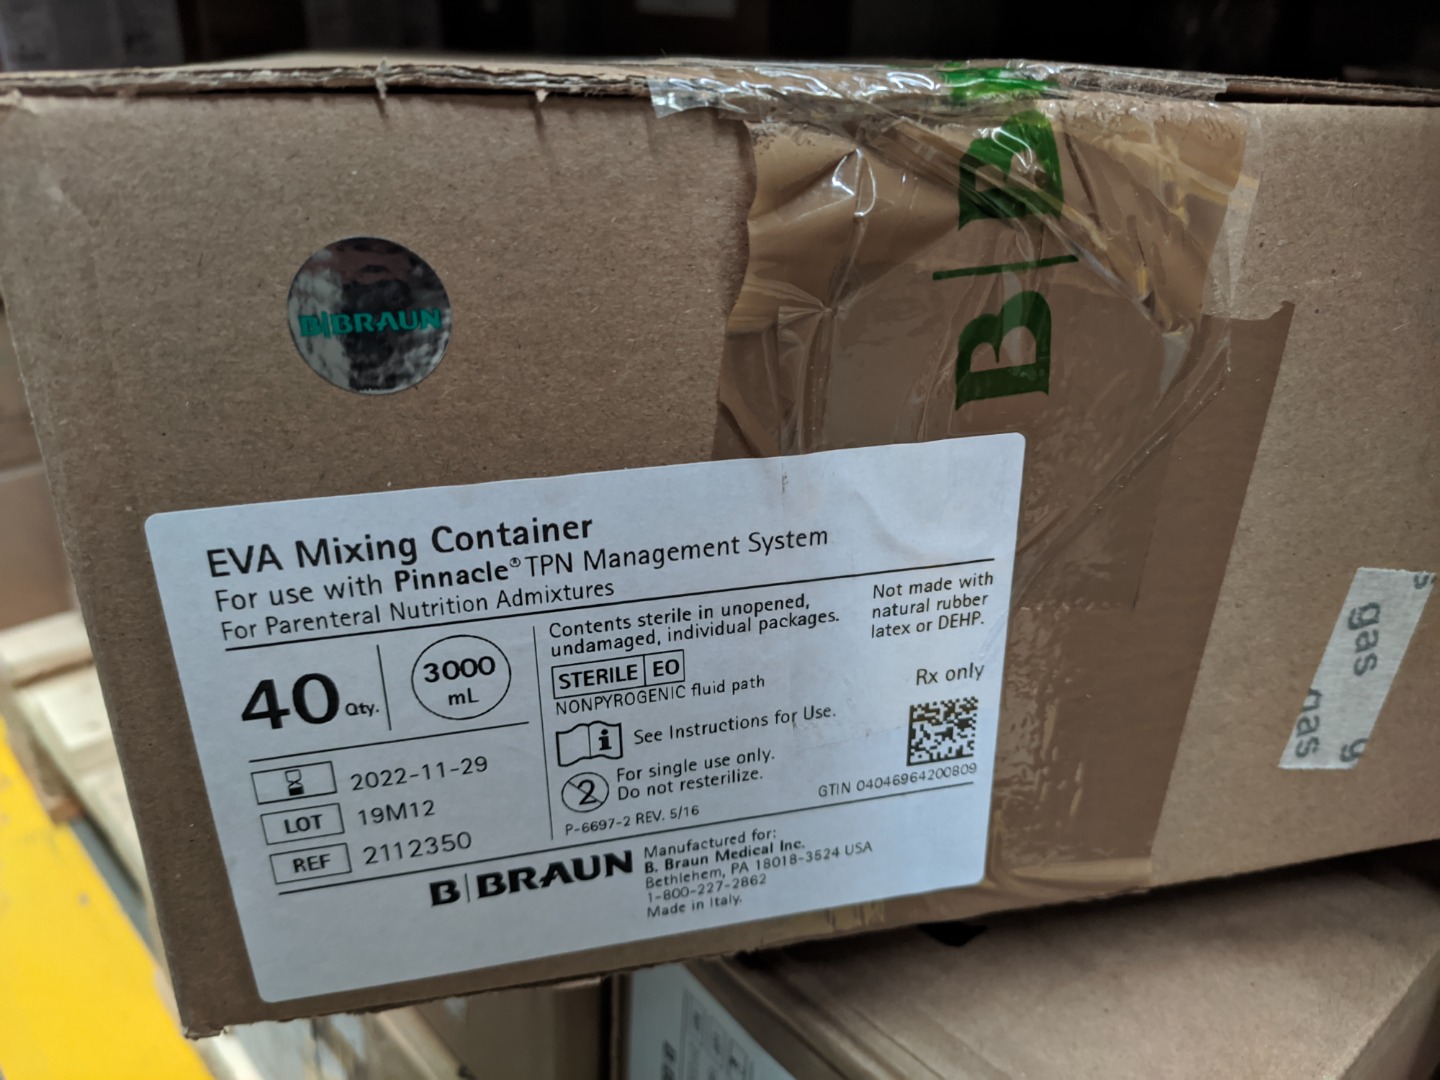 B|B
B|BRAUN
EVA Mixing Container
For use with Pinnacle® TPN Management System
For Parenteral Nutrition Admixtures
40 Qty.
3000
mL
2022-11-29
LOT 19M12
REF 2112350
Contents sterile in unopened,
undamaged, individual packages.
STERILE EO
NONPYROGENIC fluid path
i See Instructions for Use.
2 For single use only.
Do not resterilize.
P-6697-2 REV. 5/16
Not made with
natural rubber
latex or DEHP.
Rx only
GTIN 04046964200809
B|BRAUN
Manufactured for:
B. Braun Medical Inc.
Bethlehem, PA 18018-3524 USA
1-800-227-2862
Made in Italy.
gas